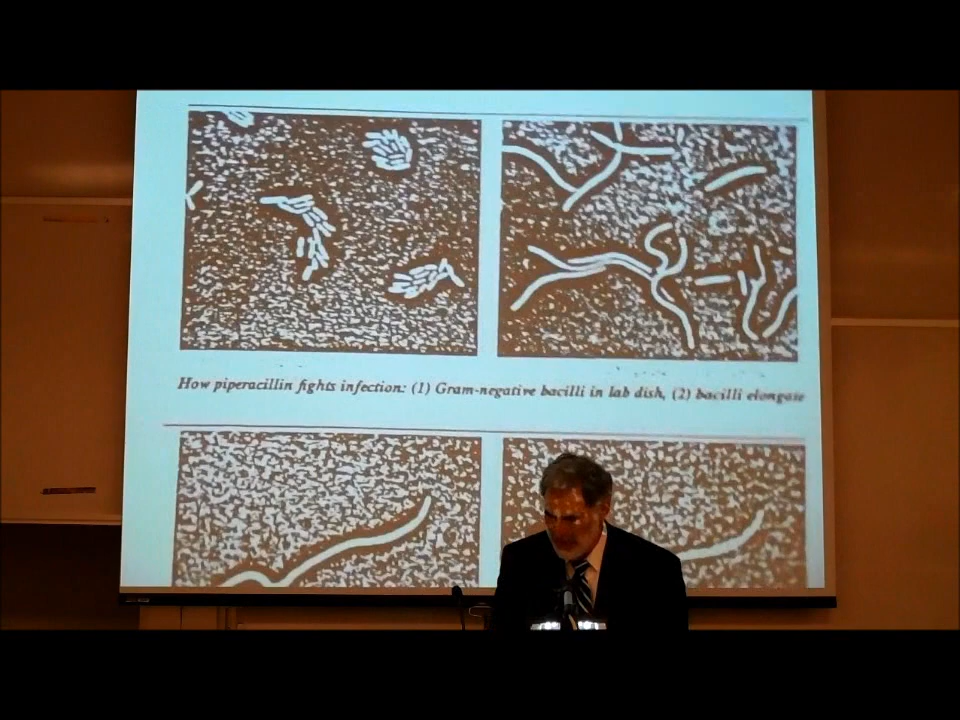 How piperacillin fights infection: (1) Gram-negative bacilli in lab dish, (2) bacilli elongate